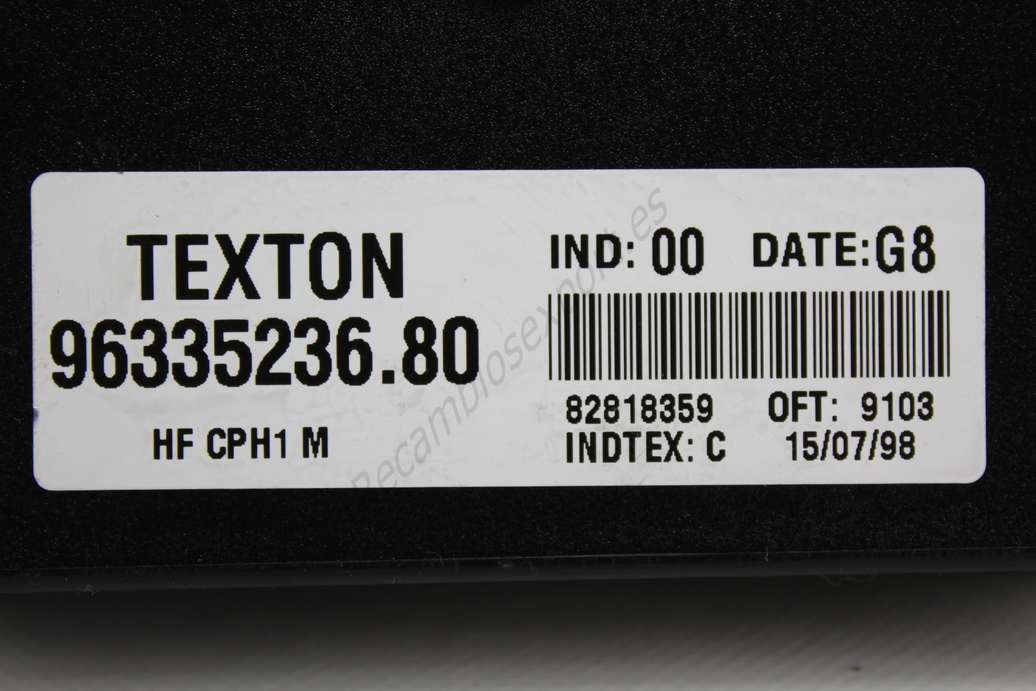 TEXTON
96335236.80
HF CPH1 M
IND: 00 DATE:G8
82818359 OFT: 9103
INDTEX: C 15/07/98
Recambiosexport.es